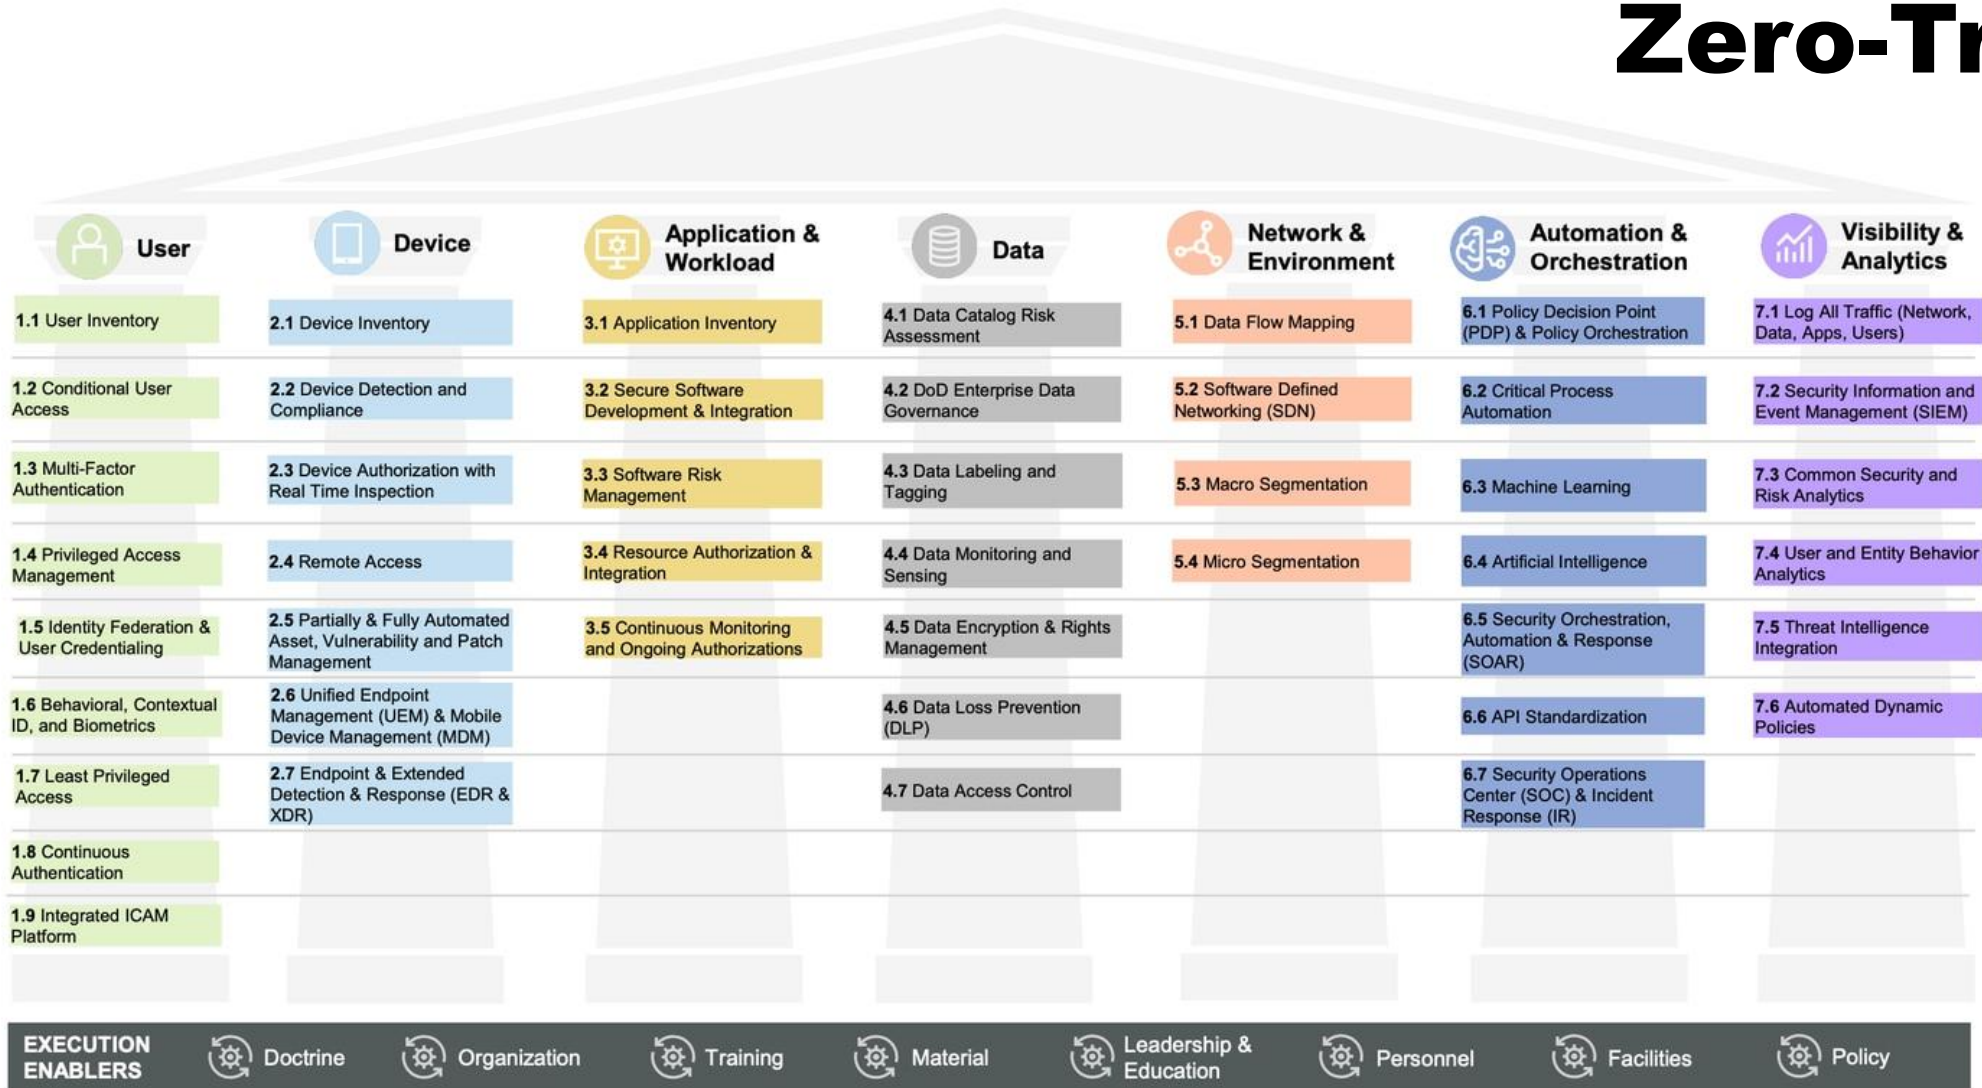 Zero-Tr
User
1.1 User Inventory
1.2 Conditional User
Access
1.3 Multi-Factor
Authentication
1.4 Privileged Access
Management
1.5 Identity Federation &
User Credentialing
1.6 Behavioral, Contextual
ID, and Biometrics
1.7 Least Privileged
Access
1.8 Continuous
Authentication
1.9 Integrated ICAM
Platform
Device
2.1 Device Inventory
2.2 Device Detection and
Compliance
2.3 Device Authorization with
Real Time Inspection
2.4 Remote Access
2.5 Partially & Fully Automated
Asset, Vulnerability and Patch
Management
2.6 Unified Endpoint
Management (UEM) & Mobile
Device Management (MDM)
2.7 Endpoint & Extended
Detection & Response (EDR &
XDR)
Application &
Workload
3.1 Application Inventory
3.2 Secure Software
Development & Integration
3.3 Software Risk
Management
3.4 Resource Authorization &
Integration
3.5 Continuous Monitoring
and Ongoing Authorizations
Data
4.1 Data Catalog Risk
Assessment
4.2 DoD Enterprise Data
Governance
4.3 Data Labeling and
Tagging
4.4 Data Monitoring and
Sensing
4.5 Data Encryption & Rights
Management
4.6 Data Loss Prevention
(DLP)
4.7 Data Access Control
Network &
Environment
5.1 Data Flow Mapping
5.2 Software Defined
Networking (SDN)
5.3 Macro Segmentation
5.4 Micro Segmentation
Automation &
Orchestration
6.1 Policy Decision Point
(PDP) & Policy Orchestration
6.2 Critical Process
Automation
6.3 Machine Learning
6.4 Artificial Intelligence
6.5 Security Orchestration,
Automation & Response
(SOAR)
6.6 API Standardization
6.7 Security Operations
Center (SOC) & Incident
Response (IR)
Visibility &
Analytics
7.1 Log All Traffic (Network,
Data, Apps, Users)
7.2 Security Information and
Event Management (SIEM)
7.3 Common Security and
Risk Analytics
7.4 User and Entity Behavior
Analytics
7.5 Threat Intelligence
Integration
7.6 Automated Dynamic
Policies
EXECUTION
ENABLERS
Doctrine
Organization
Training
Material
Leadership &
Education
Personnel
Facilities
Policy